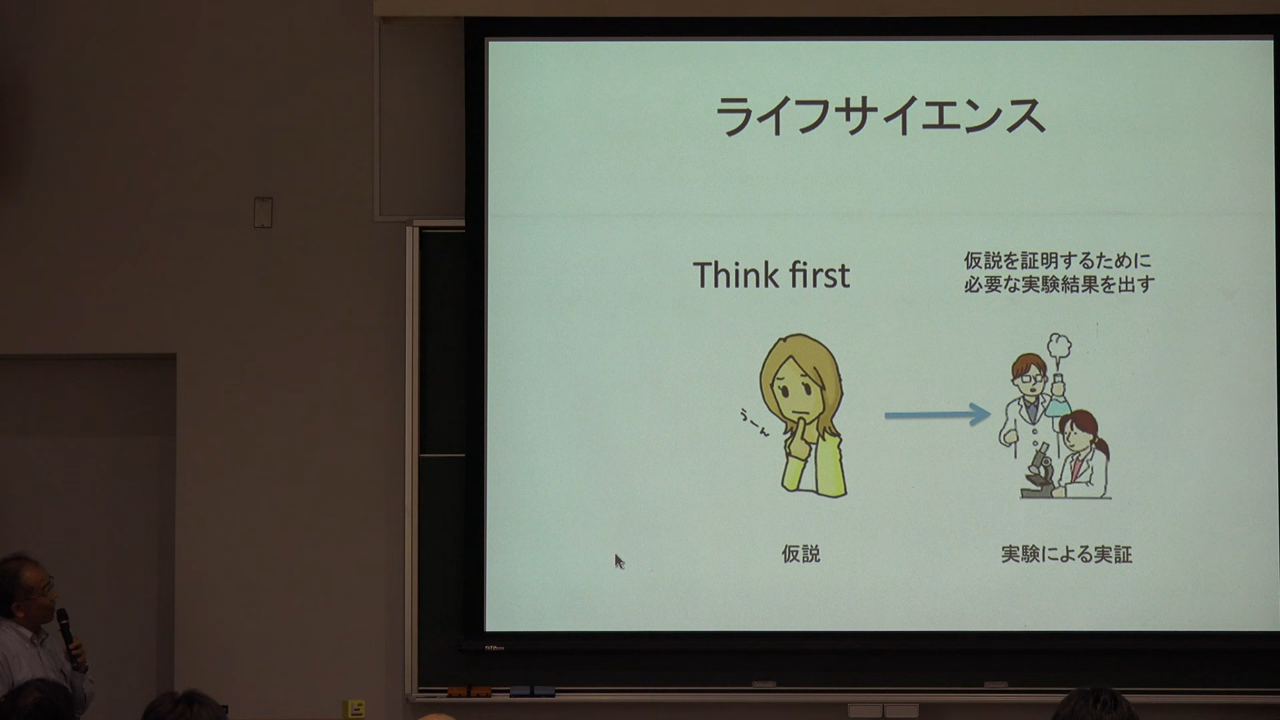 ライフサイエンス
Think first
仮説を証明するために
必要な実験結果を出す
うーん
仮説
実験による実証